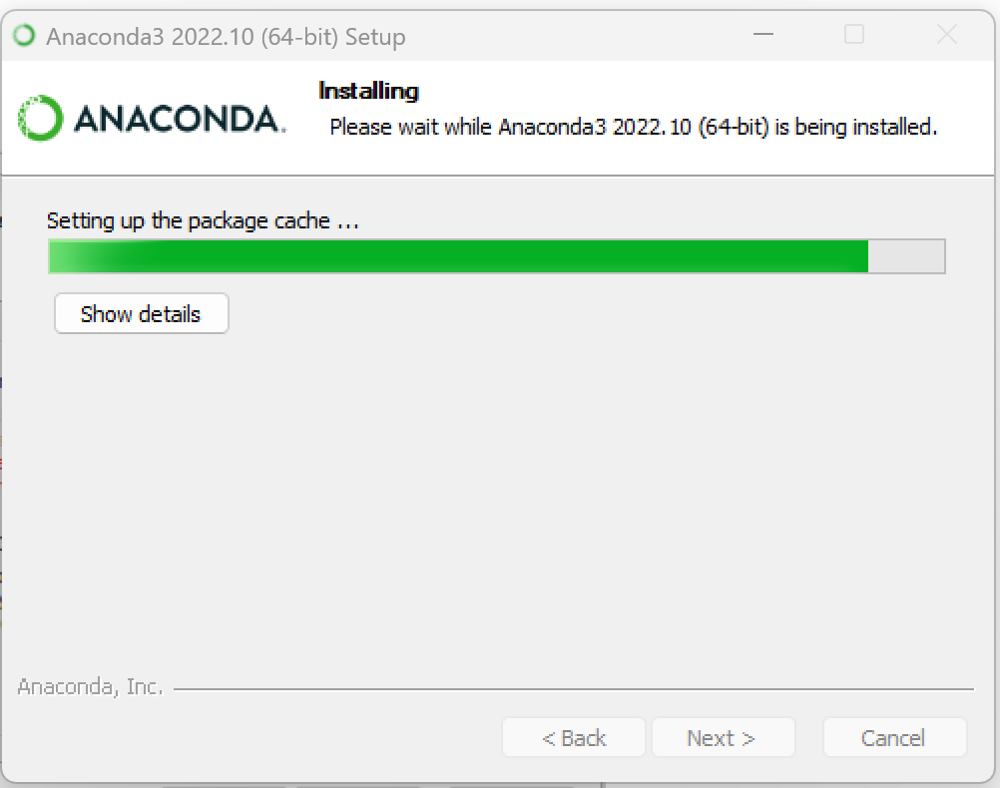 Anaconda3 2022.10 (64-bit) Setup
ANACONDA.
Installing
Please wait while Anaconda3 2022.10 (64-bit) is being installed.
Setting up the package cache ...
Show details
Anaconda, Inc.
< Back Next > Cancel